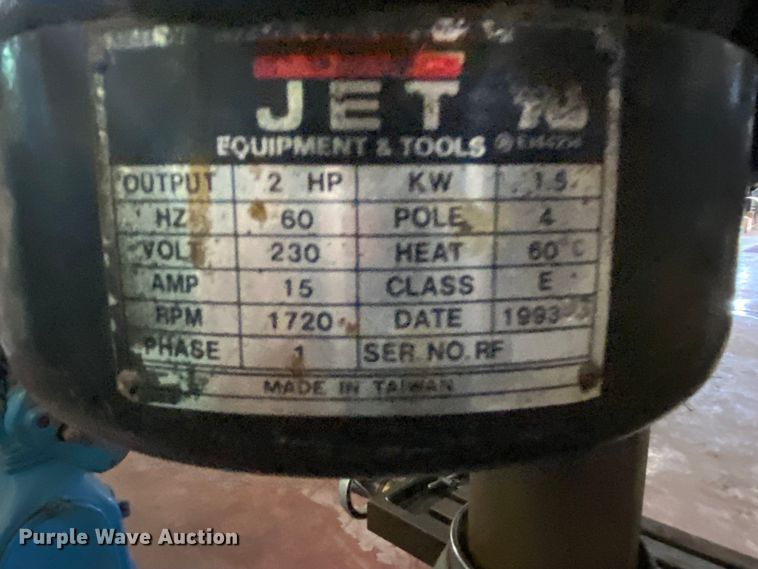 JET
EQUIPMENT & TOOLS
OUTPUT 2 HP KW 1.5
HZ 60 POLE 4
VOLT 230 HEAT 60°C
AMP 15 CLASS E
RPM 1720 DATE 1993
PHASE 1 SER NO. RF
MADE IN TAIWAN
Purple Wave Auction